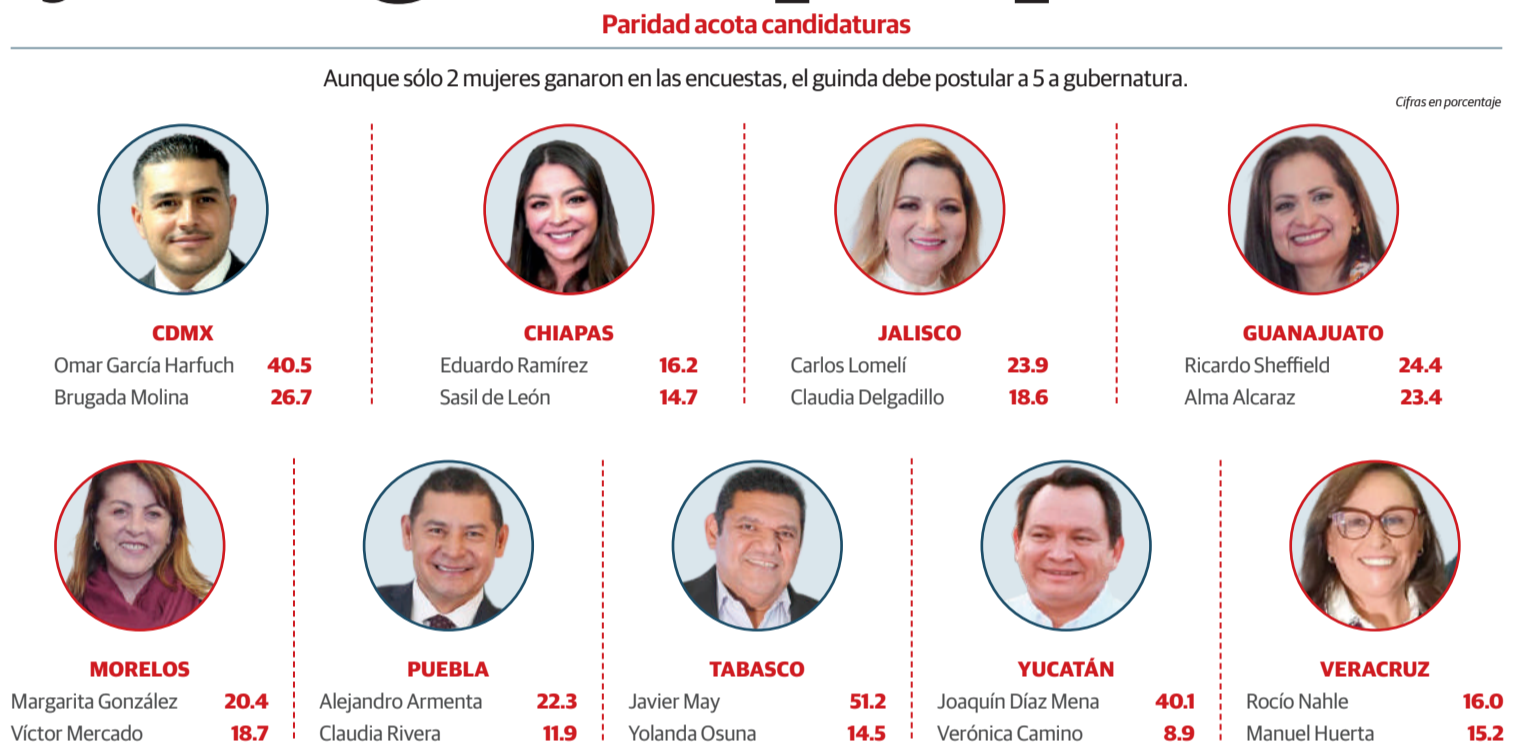 Paridad acota candidaturas
Aunque sólo 2 mujeres ganaron en las encuestas, el guinda debe postular a 5 a gubernatura.
Cifras en porcentaje
CDMX
Omar García Harfuch 40.5
Brugada Molina 26.7
CHIAPAS
Eduardo Ramírez 16.2
Sasil de León 14.7
JALISCO
Carlos Lomelí 23.9
Claudia Delgadillo 18.6
GUANAJUATO
Ricardo Sheffield 24.4
Alma Alcaraz 23.4
MORELOS
Margarita González 20.4
Víctor Mercado 18.7
PUEBLA
Alejandro Armenta 22.3
Claudia Rivera 11.9
TABASCO
Javier May 51.2
Yolanda Osuna 14.5
YUCATÁN
Joaquín Díaz Mena 40.1
Verónica Camino 8.9
VERACRUZ
Rocío Nahle 16.0
Manuel Huerta 15.2